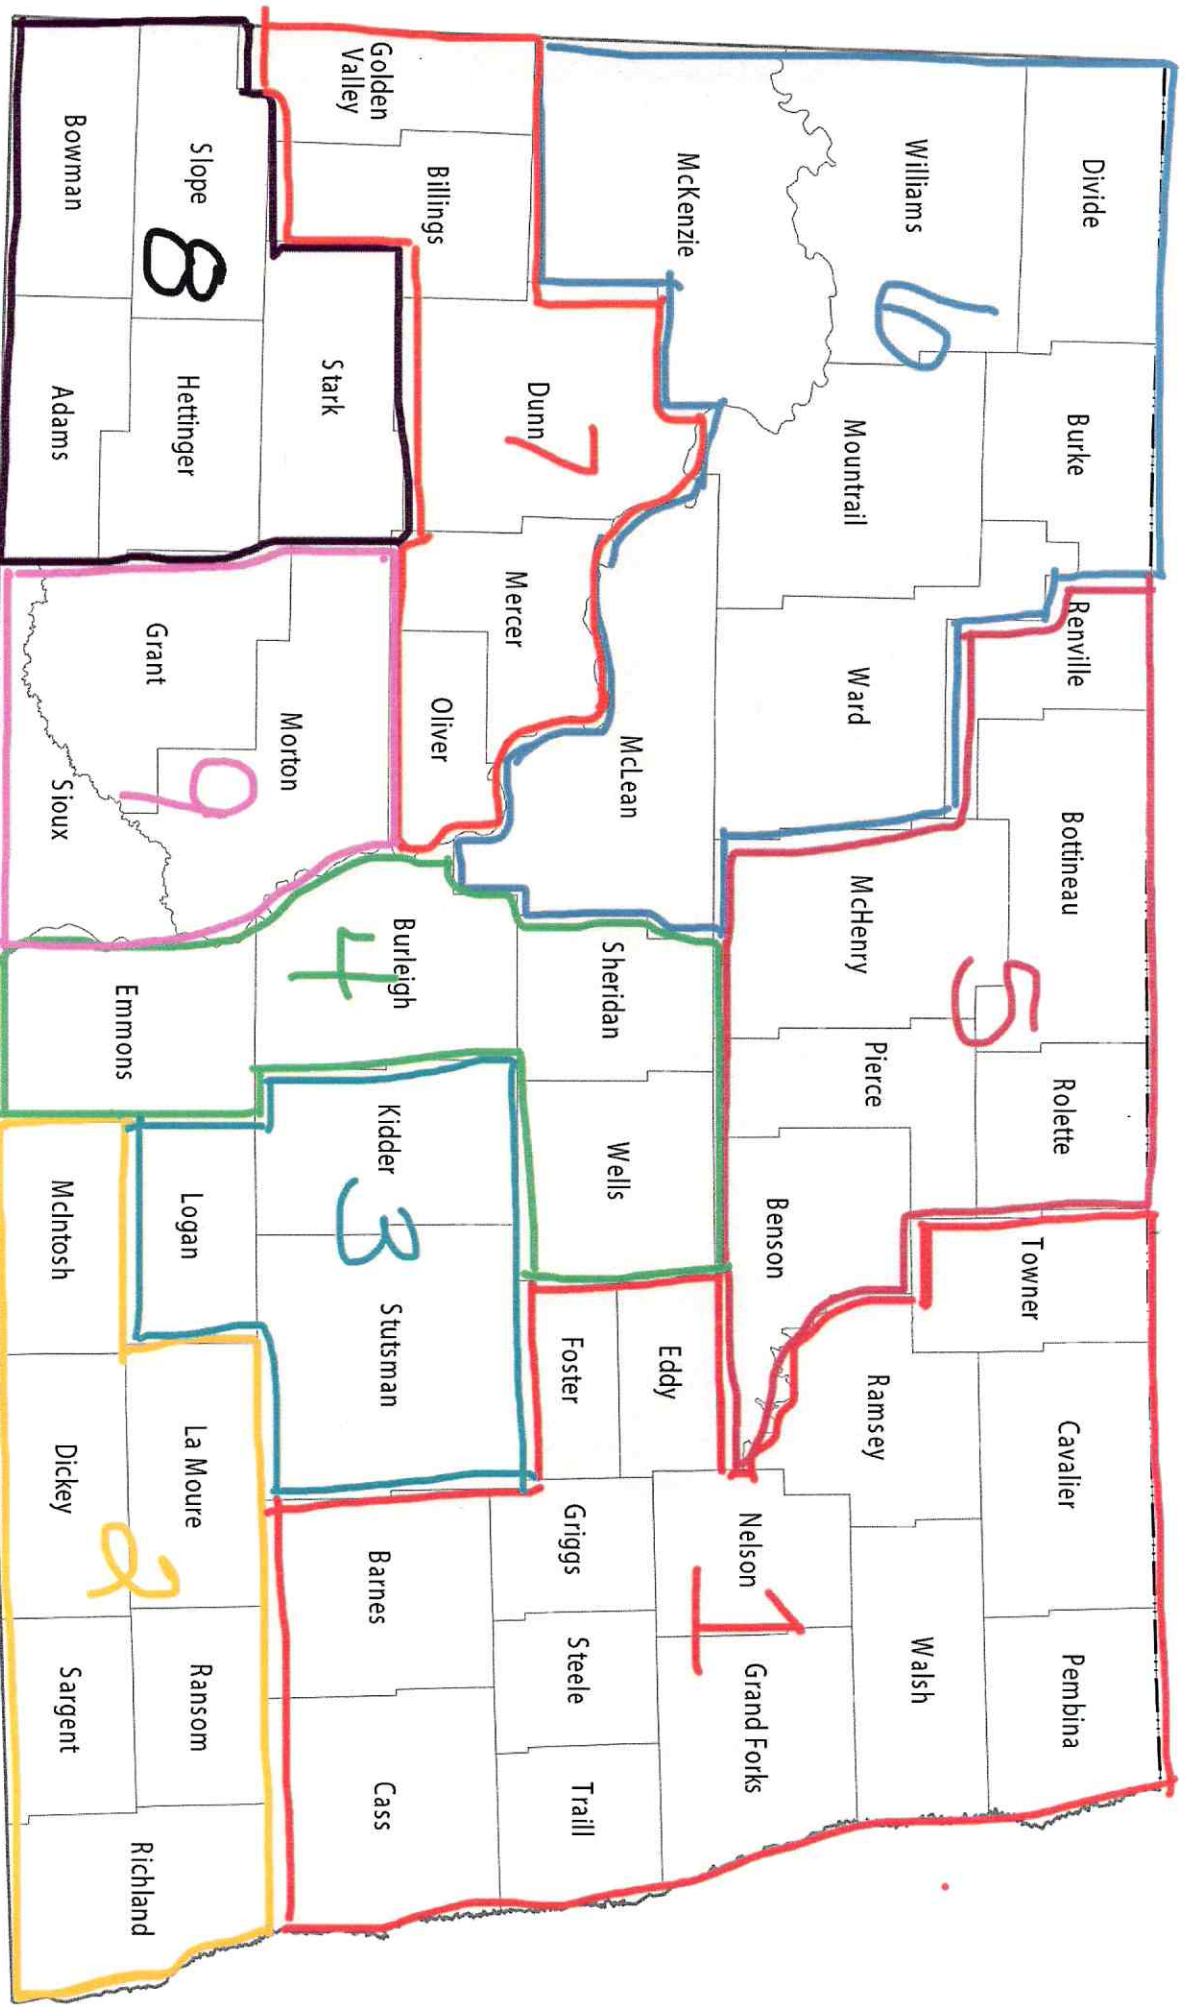 Divide
Burke
Renville
Bottineau
Rolette
Towner
Cavalier
Pembina
Williams
6
Mountrail
Ward
McHenry
5
Pierce
Benson
Ramsey
Walsh
McKenzie
McLean
Sheridan
Wells
Eddy
Nelson
1
Grand Forks
Golden
Valley
Billings
Dunn
7
Mercer
Oliver
Burleigh
4
Kidder
3
Stutsman
Foster
Griggs
Steele
Traill
Stark
Morton
9
Barnes
Cass
Slope
8
Hettinger
Grant
Sioux
Emmons
Logan
La Moure
2
Ransom
Richland
Bowman
Adams
McIntosh
Dickey
Sargent